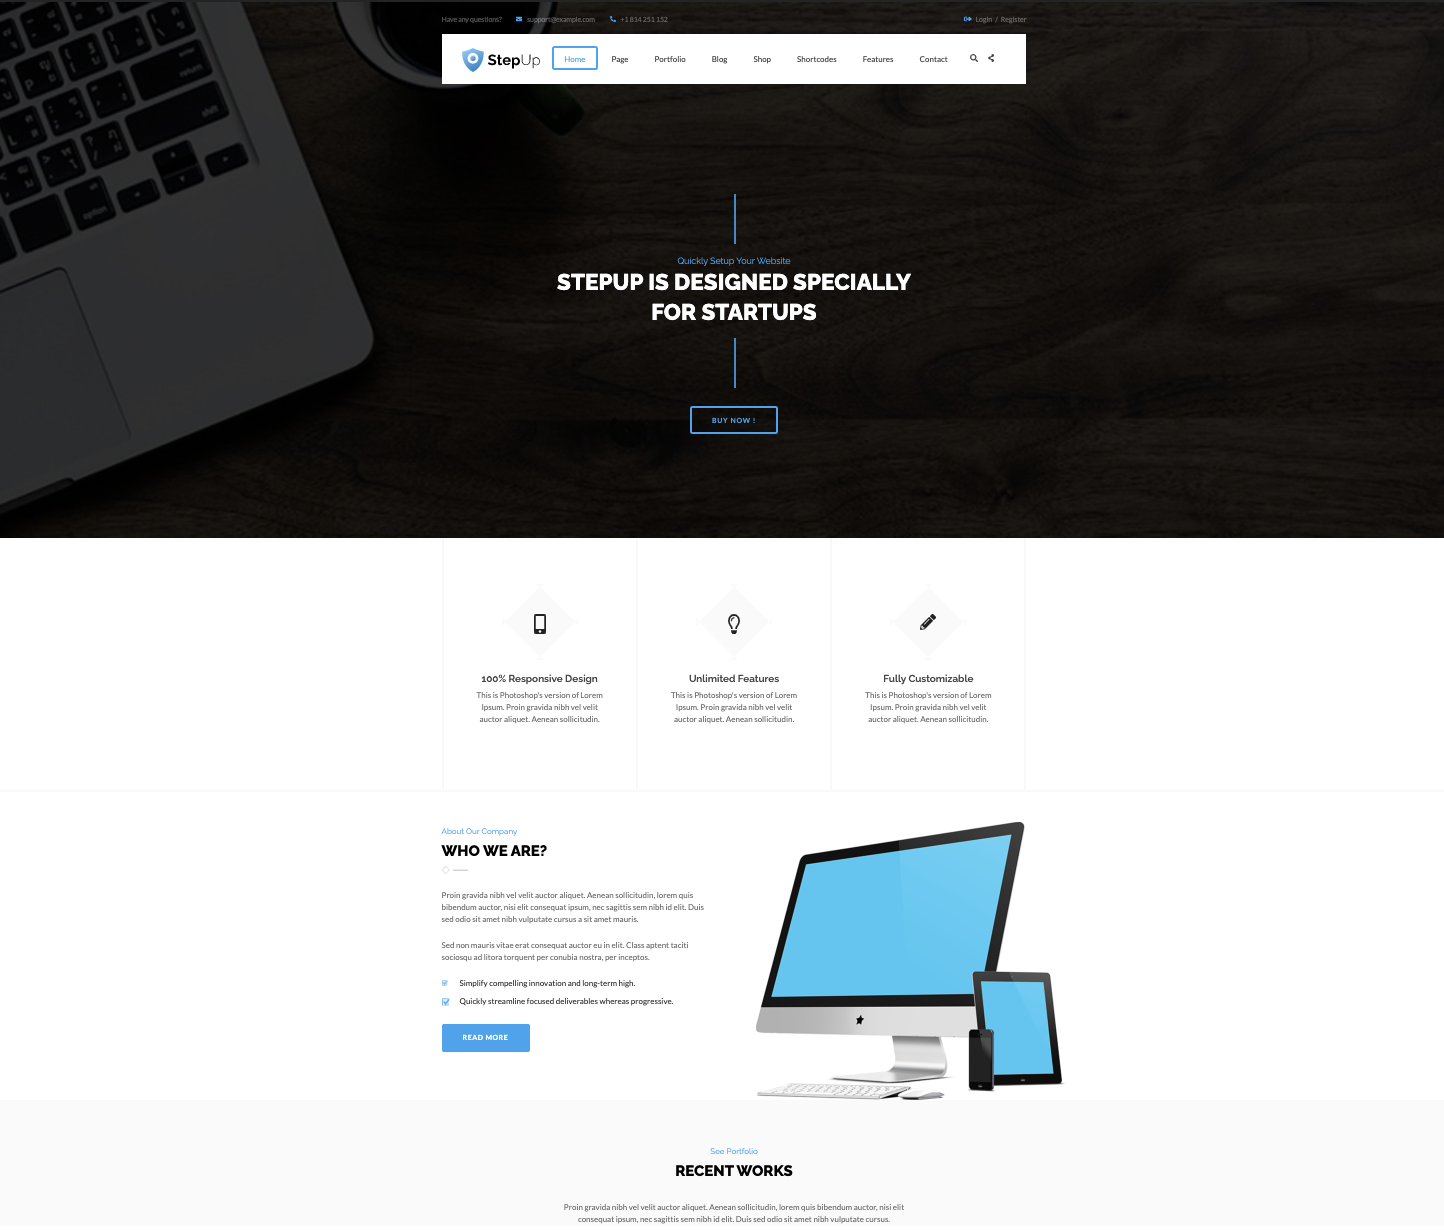 Have any questions? support@example.com +1 814 251 152 Login / Register
StepUp Home Page Portfolio Blog Shop Shortcodes Features Contact
Quickly Setup Your Website
STEPUP IS DESIGNED SPECIALLY
FOR STARTUPS
BUY NOW !
100% Responsive Design
This is Photoshop's version of Lorem
Ipsum. Proin gravida nibh vel velit
auctor aliquet. Aenean sollicitudin.
Unlimited Features
This is Photoshop's version of Lorem
Ipsum. Proin gravida nibh vel velit
auctor aliquet. Aenean sollicitudin.
Fully Customizable
This is Photoshop's version of Lorem
Ipsum. Proin gravida nibh vel velit
auctor aliquet. Aenean sollicitudin.
About Our Company
WHO WE ARE?
Proin gravida nibh vel velit auctor aliquet. Aenean sollicitudin, lorem quis
bibendum auctor, nisi elit consequat ipsum, nec sagittis sem nibh id elit. Duis
sed odio sit amet nibh vulputate cursus a sit amet mauris.
Sed non mauris vitae erat consequat auctor eu in elit. Class aptent taciti
sociosqu ad litora torquent per conubia nostra, per inceptos.
Simplify compelling innovation and long-term high.
Quickly streamline focused deliverables whereas progressive.
READ MORE
See Portfolio
RECENT WORKS
Proin gravida nibh vel velit auctor aliquet. Aenean sollicitudin, lorem quis bibendum auctor, nisi elit
consequat ipsum, nec sagittis sem nibh id elit. Duis sed odio sit amet nibh vulputate cursus.